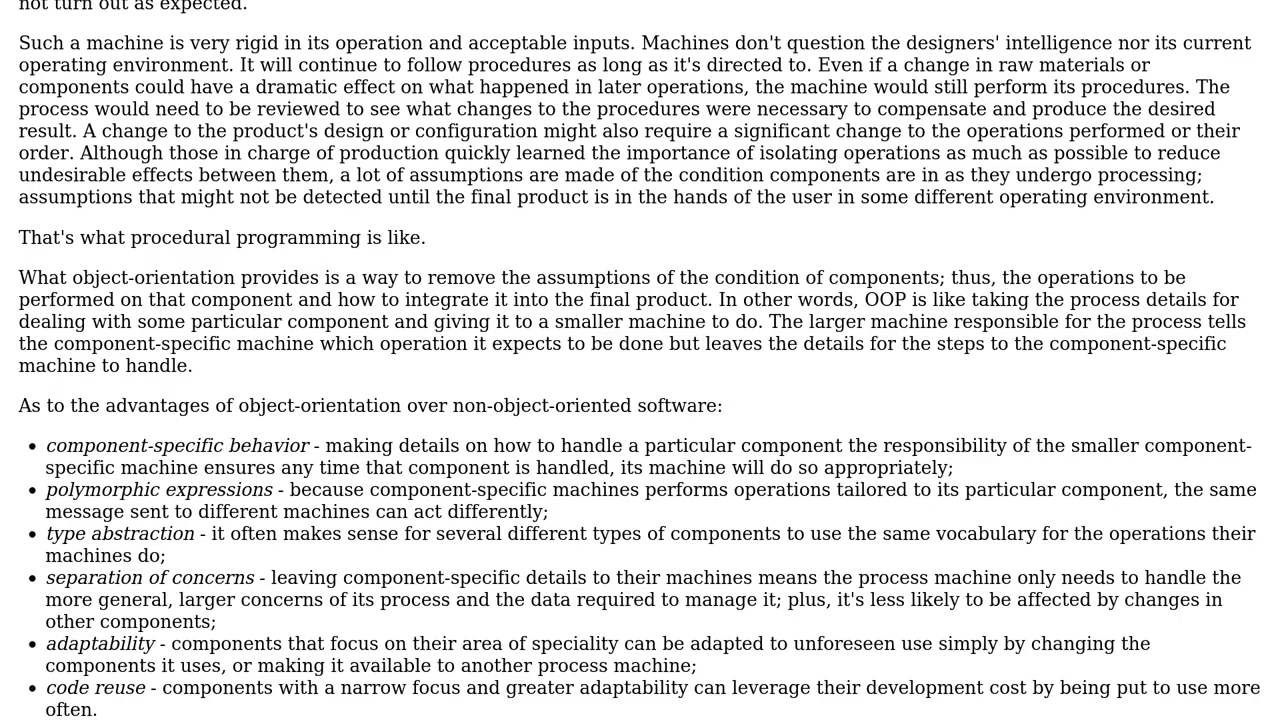 not turn out as expected.
Such a machine is very rigid in its operation and acceptable inputs. Machines don't question the designers' intelligence nor its current
operating environment. It will continue to follow procedures as long as it's directed to. Even if a change in raw materials or
components could have a dramatic effect on what happened in later operations, the machine would still perform its procedures. The
process would need to be reviewed to see what changes to the procedures were necessary to compensate and produce the desired
result. A change to the product's design or configuration might also require a significant change to the operations performed or their
order. Although those in charge of production quickly learned the importance of isolating operations as much as possible to reduce
undesirable effects between them, a lot of assumptions are made of the condition components are in as they undergo processing;
assumptions that might not be detected until the final product is in the hands of the user in some different operating environment.
That's what procedural programming is like.
What object-orientation provides is a way to remove the assumptions of the condition of components; thus, the operations to be
performed on that component and how to integrate it into the final product. In other words, OOP is like taking the process details for
dealing with some particular component and giving it to a smaller machine to do. The larger machine responsible for the process tells
the component-specific machine which operation it expects to be done but leaves the details for the steps to the component-specific
machine to handle.
As to the advantages of object-orientation over non-object-oriented software:
• component-specific behavior - making details on how to handle a particular component the responsibility of the smaller component-
specific machine ensures any time that component is handled, its machine will do so appropriately;
• polymorphic expressions - because component-specific machines performs operations tailored to its particular component, the same
message sent to different machines can act differently;
• type abstraction - it often makes sense for several different types of components to use the same vocabulary for the operations their
machines do;
• separation of concerns - leaving component-specific details to their machines means the process machine only needs to handle the
more general, larger concerns of its process and the data required to manage it; plus, it's less likely to be affected by changes in
other components;
• adaptability - components that focus on their area of speciality can be adapted to unforeseen use simply by changing the
components it uses, or making it available to another process machine;
• code reuse - components with a narrow focus and greater adaptability can leverage their development cost by being put to use more
often.